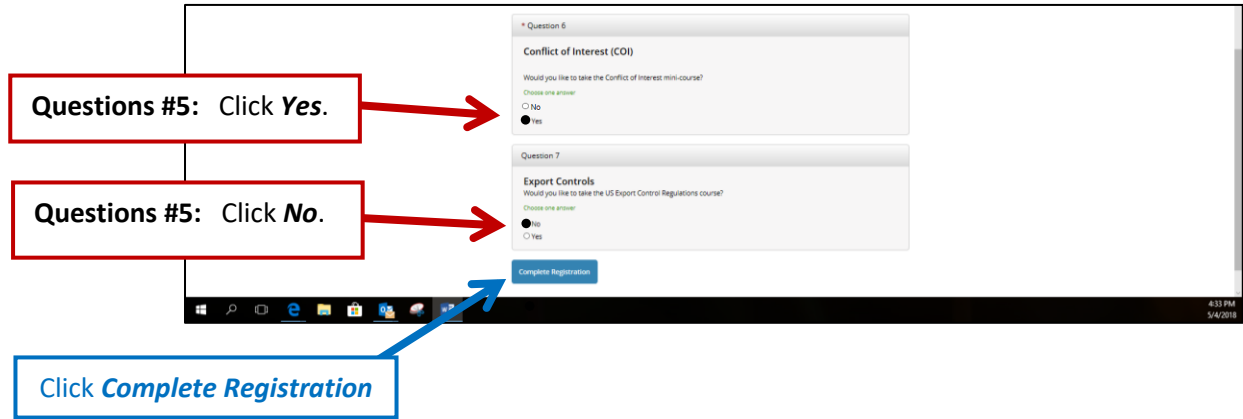 * Question 6
Conflict of Interest (COI)
Would you like to take the Conflict of Interest mini-course?
Choose one answer
No
Yes
Questions #5: Click Yes.
Question 7
Export Controls
Would you like to take the US Export Control Regulations course?
Choose one answer
No
Yes
Questions #5: Click No.
Complete Registration
4:33 PM
5/4/2018
Click Complete Registration